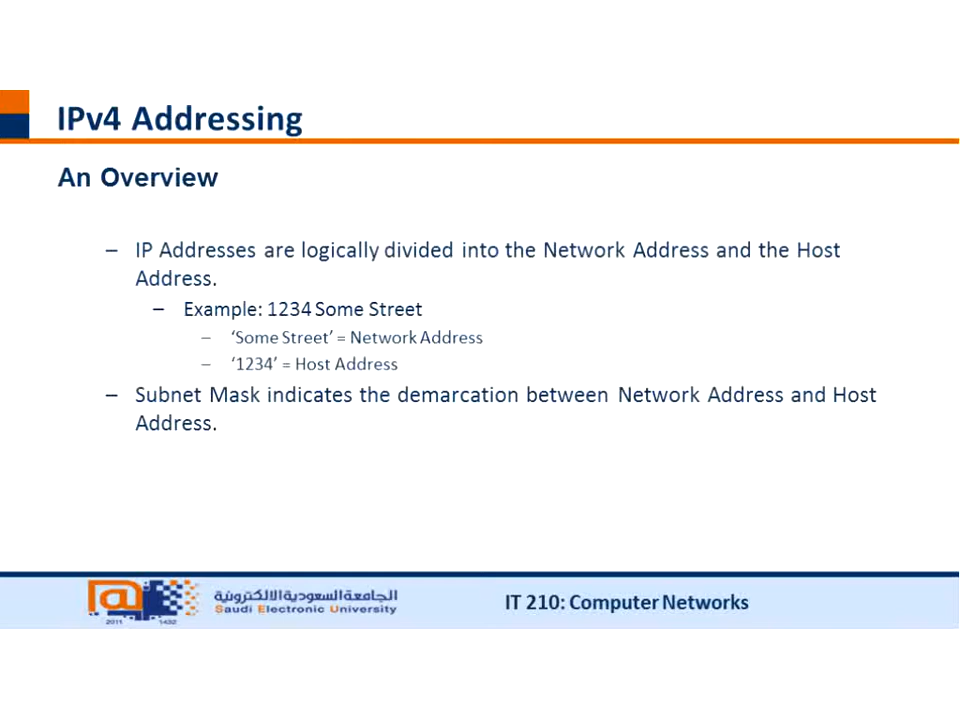 IPv4 Addressing
An Overview
– IP Addresses are logically divided into the Network Address and the Host
Address.
– Example: 1234 Some Street
– ‘Some Street’ = Network Address
– ‘1234’ = Host Address
– Subnet Mask indicates the demarcation between Network Address and Host
Address.
الجامعة السعودية الالكترونية
Saudi Electronic University
2011 1432
IT 210: Computer Networks